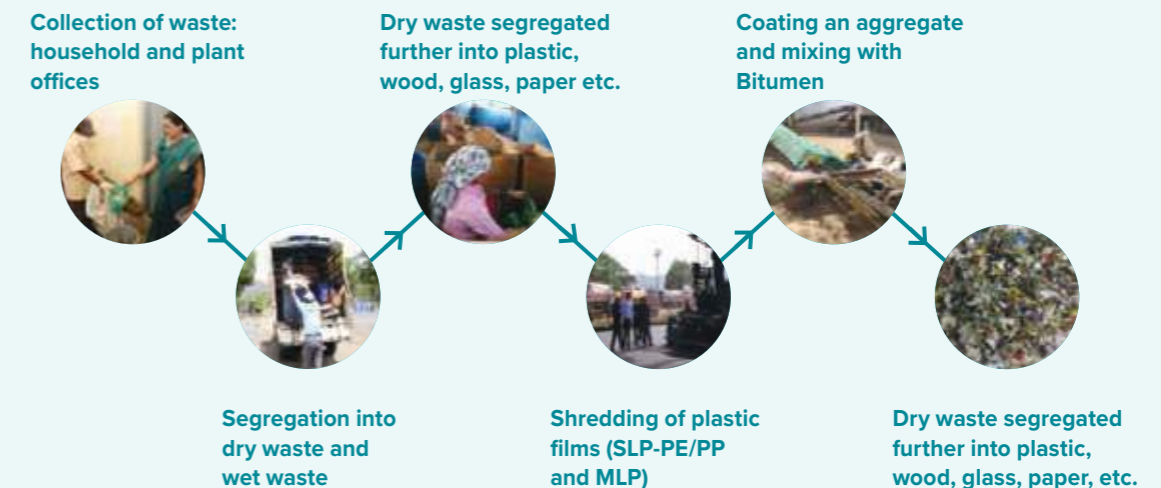 Collection of waste:
household and plant
offices
Segregation into
dry waste and
wet waste
Dry waste segregated
further into plastic,
wood, glass, paper etc.
Shredding of plastic
films (SLP-PE/PP
and MLP)
Coating an aggregate
and mixing with
Bitumen
Dry waste segregated
further into plastic,
wood, glass, paper, etc.